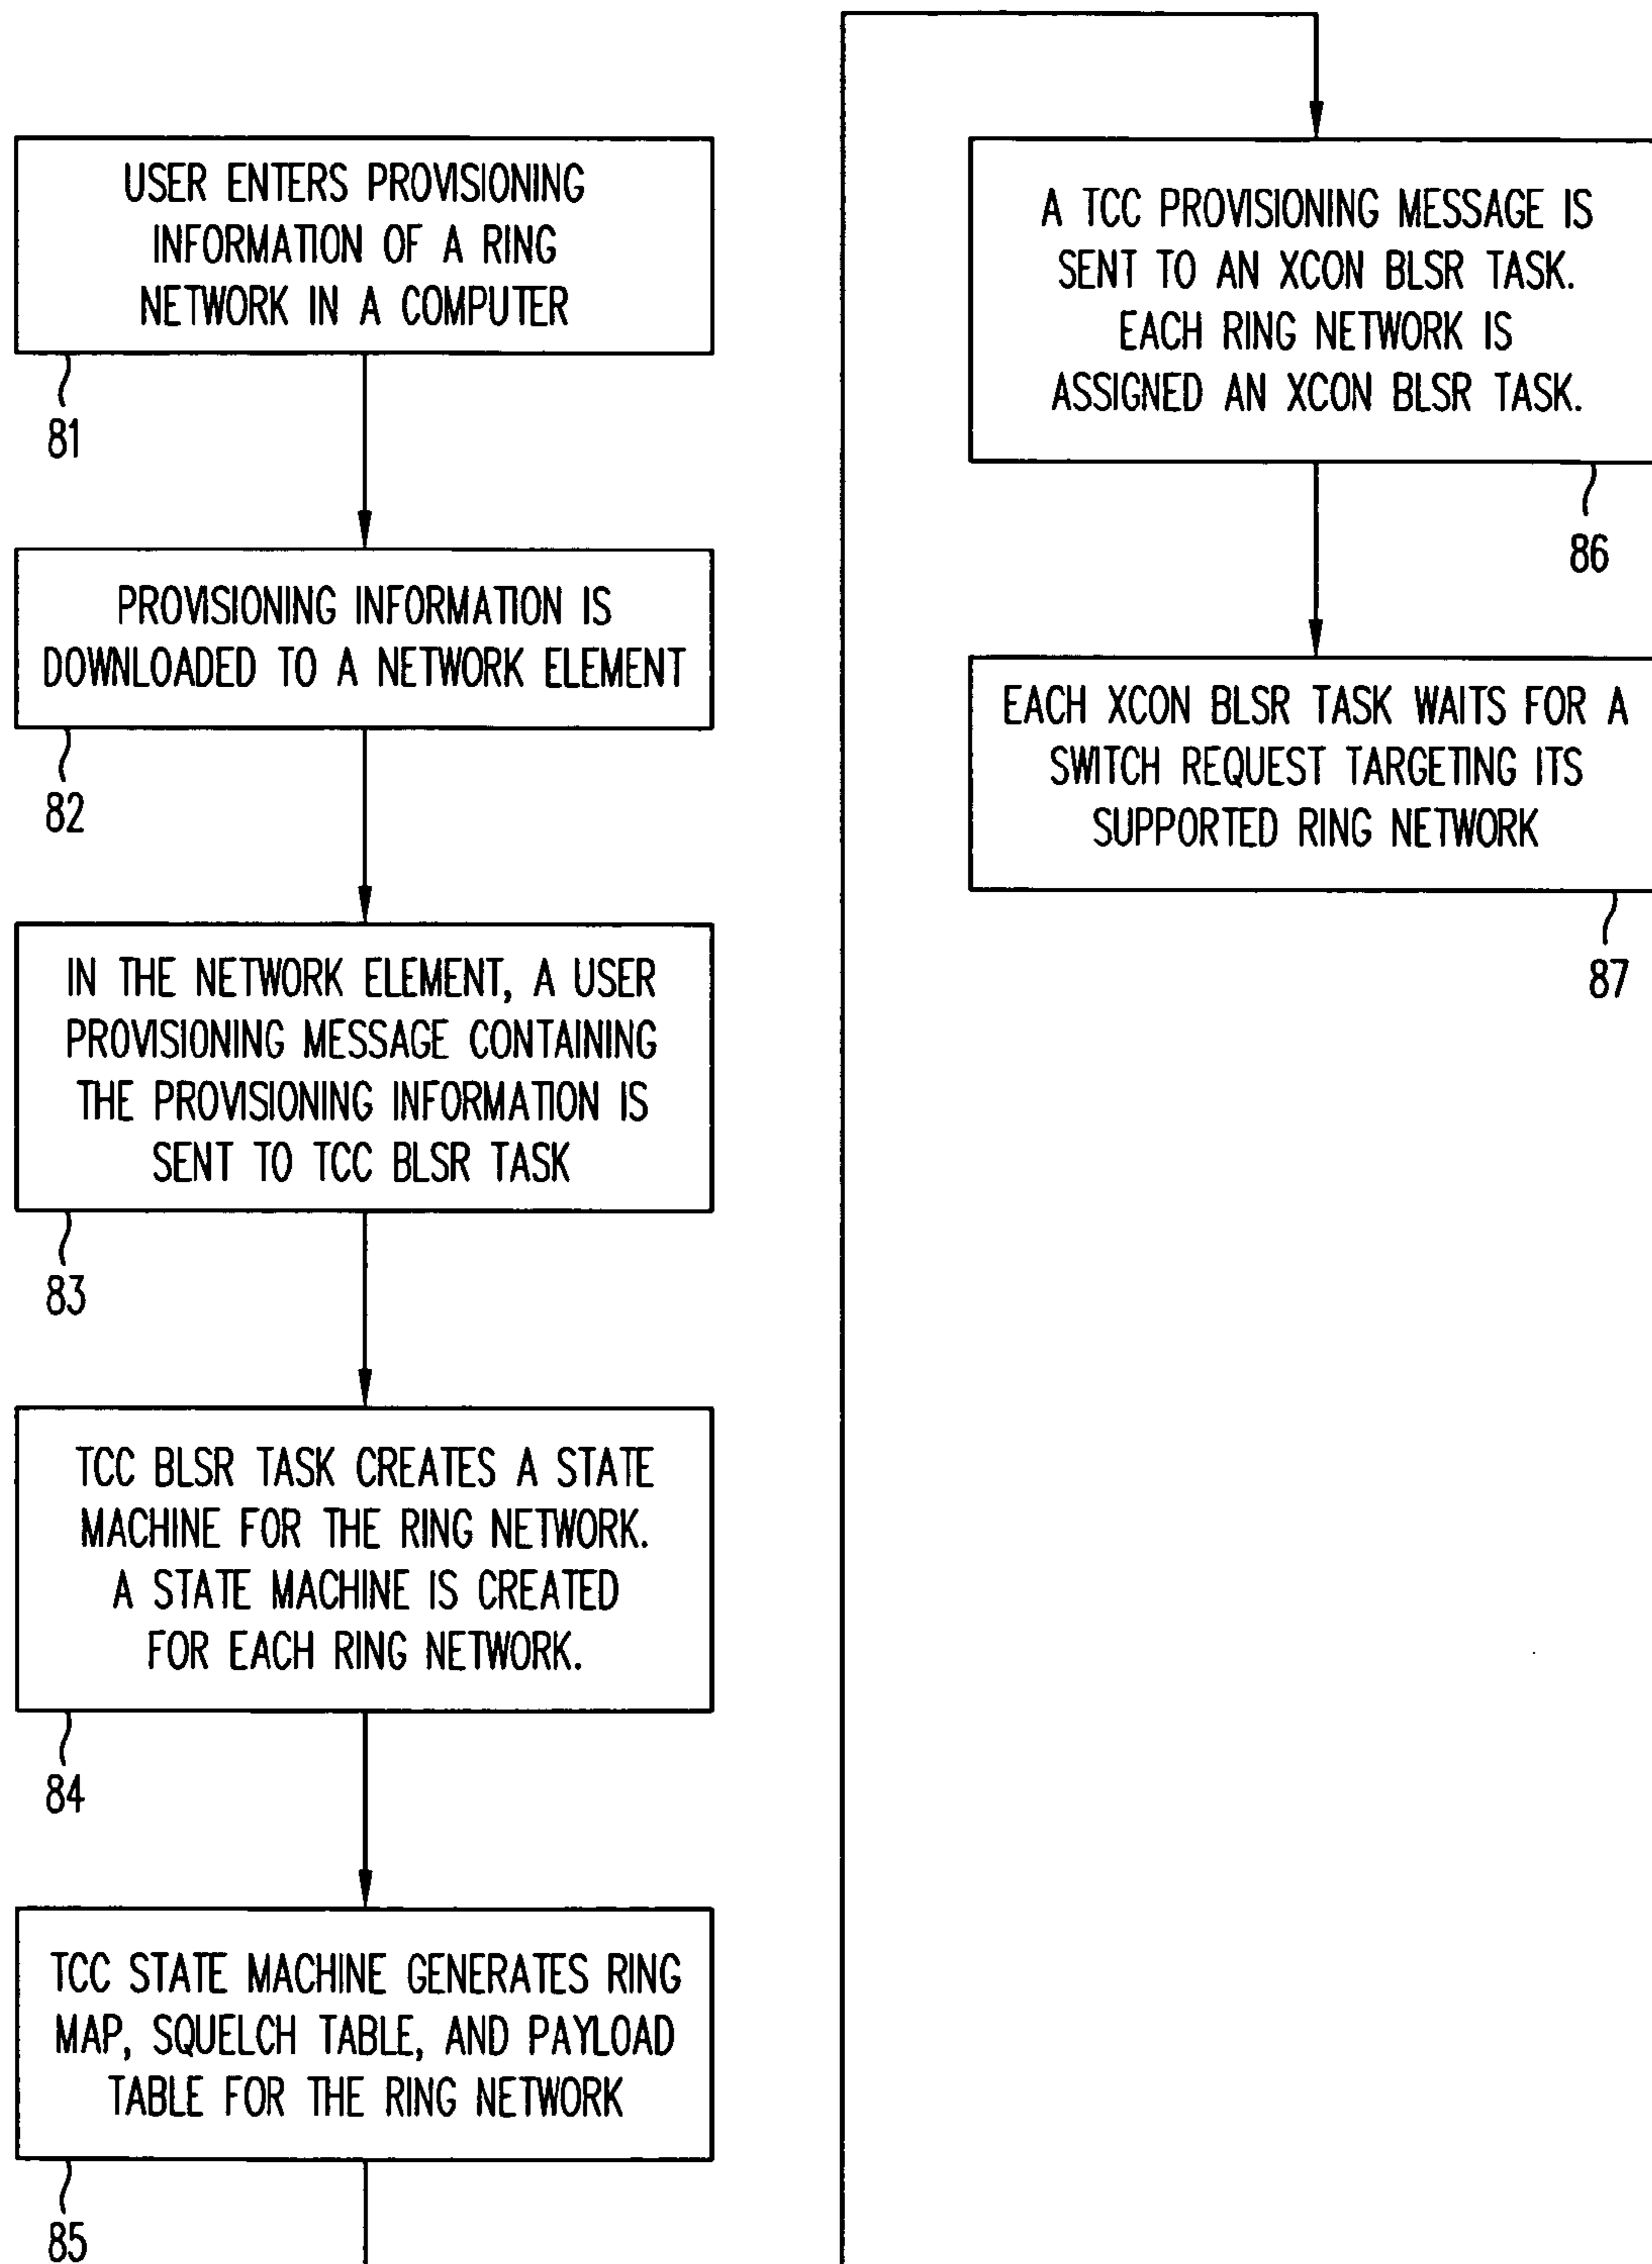 USER ENTERS PROVISIONING
INFORMATION OF A RING
NETWORK IN A COMPUTER
81
PROVISIONING INFORMATION IS
DOWNLOADED TO A NETWORK ELEMENT
82
IN THE NETWORK ELEMENT, A USER
PROVISIONING MESSAGE CONTAINING
THE PROVISIONING INFORMATION IS
SENT TO TCC BLSR TASK
83
TCC BLSR TASK CREATES A STATE
MACHINE FOR THE RING NETWORK.
A STATE MACHINE IS CREATED
FOR EACH RING NETWORK.
84
TCC STATE MACHINE GENERATES RING
MAP, SQUELCH TABLE, AND PAYLOAD
TABLE FOR THE RING NETWORK
85
A TCC PROVISIONING MESSAGE IS
SENT TO AN XCON BLSR TASK.
EACH RING NETWORK IS
ASSIGNED AN XCON BLSR TASK.
86
EACH XCON BLSR TASK WAITS FOR A
SWITCH REQUEST TARGETING ITS
SUPPORTED RING NETWORK
87